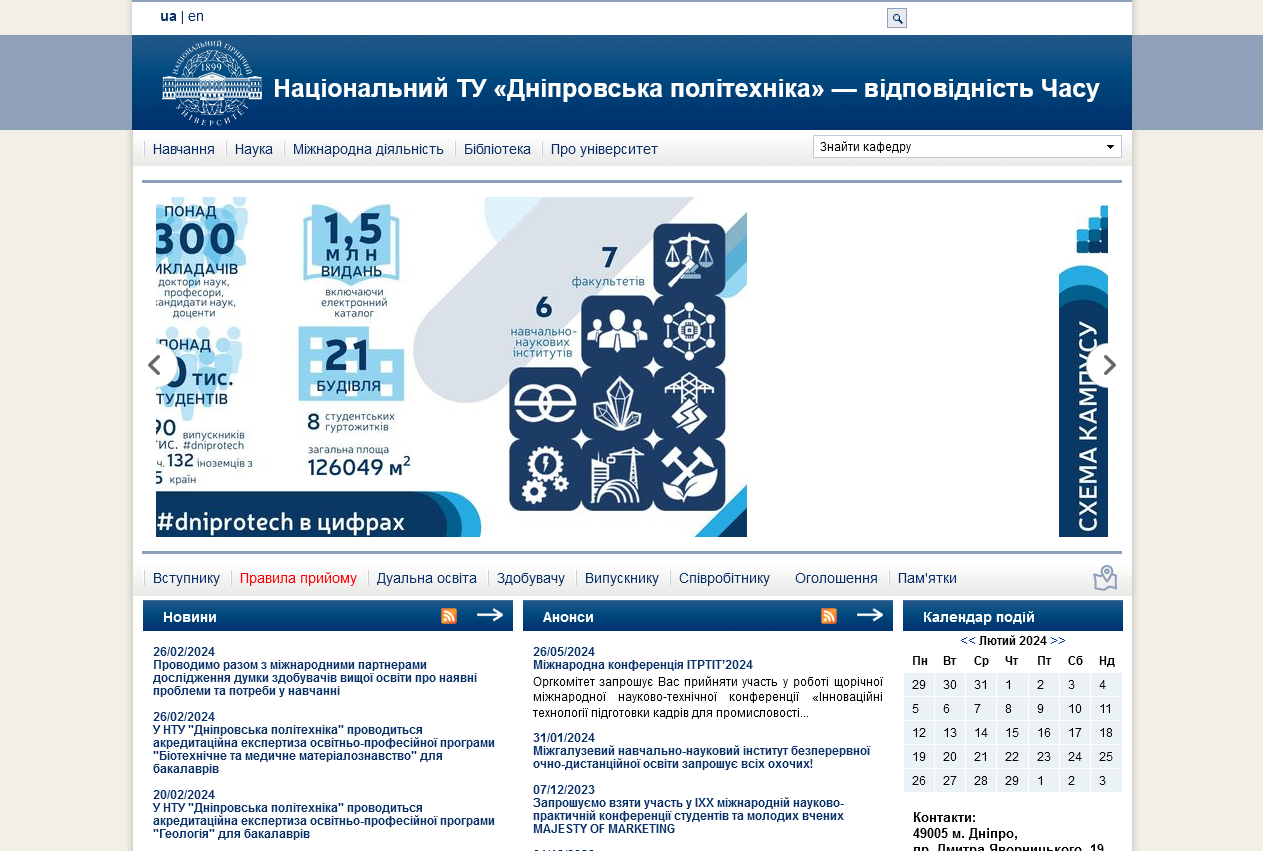 ua | en
НАЦІОНАЛЬНИЙ ГІРНИЧИЙ
1899
УНІВЕРСИТЕТ
Національний ТУ «Дніпровська політехніка» — відповідність Часу
Навчання
Наука
Міжнародна діяльність
Бібліотека
Про університет
Знайти кафедру
ПОНАД
300
ИКЛАДАЧІВ
доктори наук,
професори,
кандидати наук,
доценти
ПОНАД
0 тис.
ТУДЕНТІВ
90 випускників
ТИС. #dniprotech
ч. 132 іноземців з
5 країн
1,5
МЛН
ВИДАНЬ
включаючи
електронний
каталог
21
БУДІВЛЯ
8 студентських
гуртожитків
загальна площа
126049 м2
7
факультетів
6
навчально-
наукових
інститутів
#dniprotech в цифрах
СХЕМА КАМПУСУ
Вступнику
Правила прийому
Дуальна освіта
Здобувачу
Випускнику
Співробітнику
Оголошення
Пам'ятки
Новини
26/02/2024
Проводимо разом з міжнародними партнерами
дослідження думки здобувачів вищої освіти про наявні
проблеми та потреби у навчанні
26/02/2024
У НТУ "Дніпровська політехніка" проводиться
акредитаційна експертиза освітньо-професійної програми
"Біотехнічне та медичне матеріалознавство" для
бакалаврів
20/02/2024
У НТУ "Дніпровська політехніка" проводиться
акредитаційна експертиза освітньо-професійної програми
"Геологія" для бакалаврів
Анонси
26/05/2024
Міжнародна конференція ІТРТІТ’2024
Оргкомітет запрошує Вас прийняти участь у роботі щорічної
міжнародної науково-технічної конференції «Інноваційні
технології підготовки кадрів для промисловості...
31/01/2024
Міжгалузевий навчально-науковий інститут безперервної
очно-дистанційної освіти запрошує всіх охочих!
07/12/2023
Запрошуємо взяти участь у IXX міжнародній науково-
практичній конференції студентів та молодих вчених
MAJESTY OF MARKETING
Календар подій
<< Лютий 2024 >>
Пн Вт Ср Чт Пт Сб Нд
29 30 31 1 2 3 4
5 6 7 8 9 10 11
12 13 14 15 16 17 18
19 20 21 22 23 24 25
26 27 28 29 1 2 3
Контакти:
49005 м. Дніпро,
пр. Дмитра Яворницького, 19